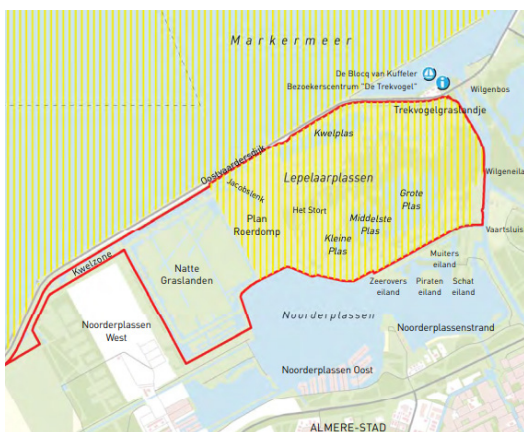 Markermeer
De Blocq van Kuffeler
Bezoekerscentrum "De Trekvogel"
Wilgenbos
Trekvogelgraslandje
Kwelplas
Oostvaardersdijk
Lepelaarplassen
Wilgeneila
Jacobslenk
Grote
Plas
Het Stort
Plan
Roerdomp
Middelste
Plas
Vaartsluis
Kleine
Plas
Muiters
eiland
Kwelzone
Natte
Graslanden
Zeerovers
eiland
Piraten
eiland
Schat
eiland
Noorderplassen
Noorderplassen
West
Noorderplassenstrand
Noorderplassen Oost
ALMERE-STAD